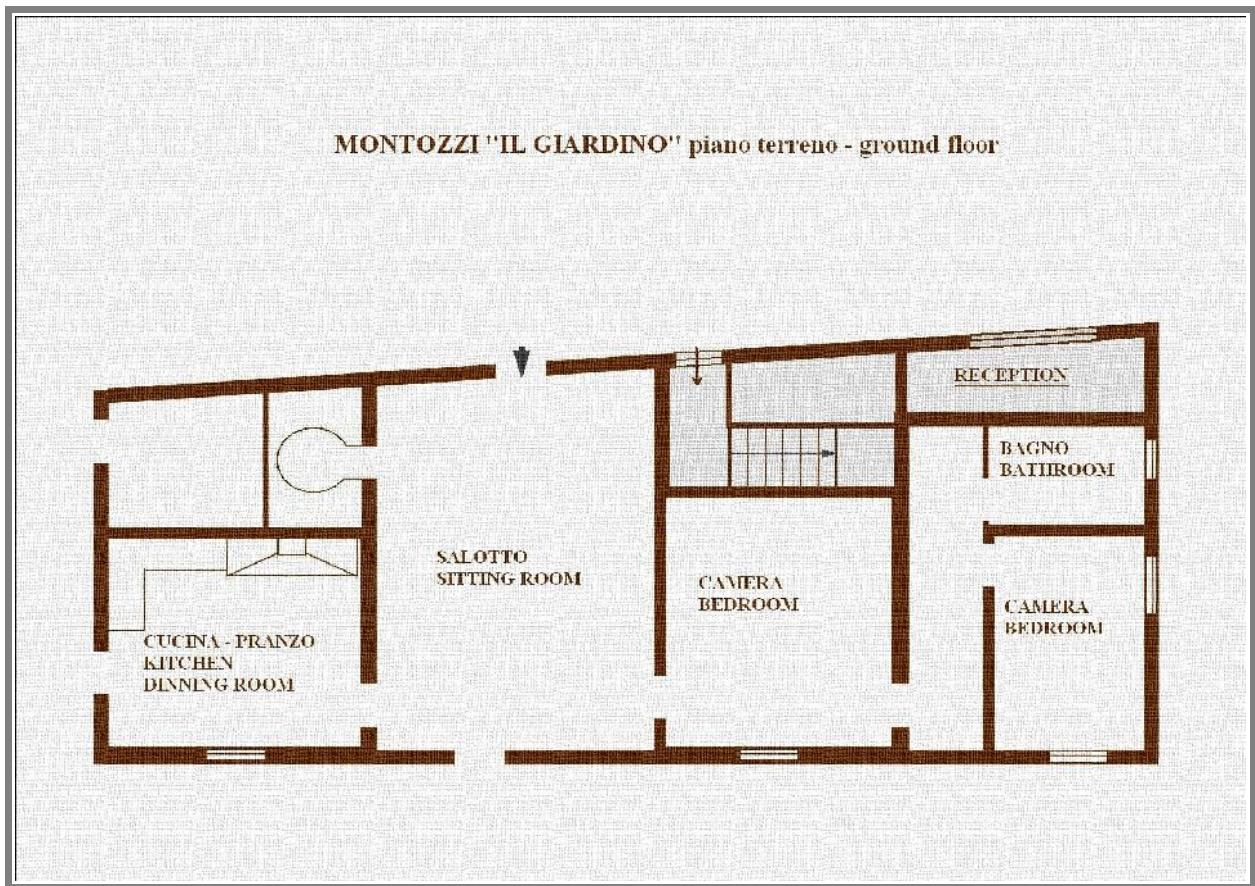 MONTOZZI "IL GIARDINO" piano terreno - ground floor
RECEPTION
BAGNO
BATHROOM
SALOTTO
SITTING ROOM
CAMERA
BEDROOM
CAMERA
BEDROOM
CUCINA - PRANZO
KITCHEN
DINNING ROOM